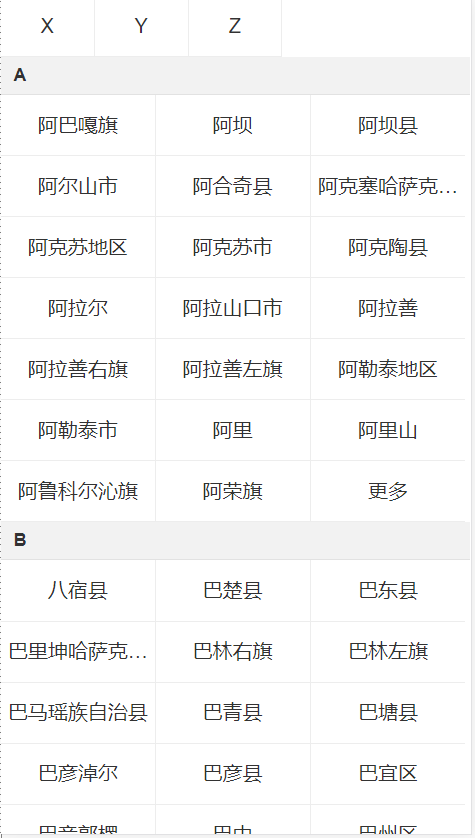 X Y Z
A
阿巴嘎旗 阿坝 阿坝县
阿尔山市 阿合奇县 阿克塞哈萨克…
阿克苏地区 阿克苏市 阿克陶县
阿拉尔 阿拉山口市 阿拉善
阿拉善右旗 阿拉善左旗 阿勒泰地区
阿勒泰市 阿里 阿里山
阿鲁科尔沁旗 阿荣旗 更多
B
八宿县 巴楚县 巴东县
巴里坤哈萨克… 巴林右旗 巴林左旗
巴马瑶族自治县 巴青县 巴塘县
巴彦淖尔 巴彦县 巴宜区